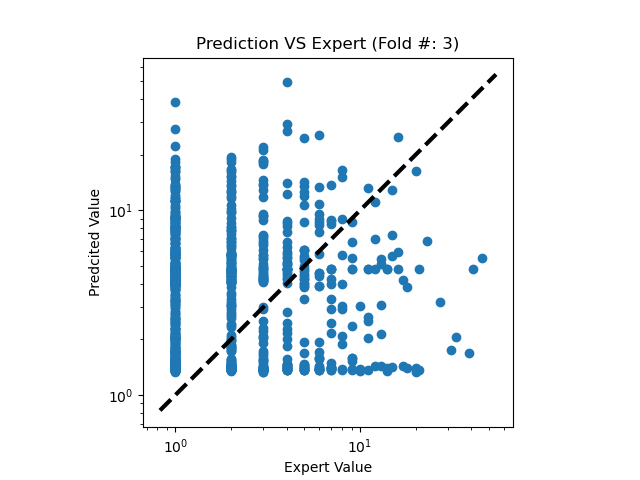 Prediction VS Expert (Fold #: 3)
Predcited Value
10¹
10⁰
10⁰ 10¹
Expert Value